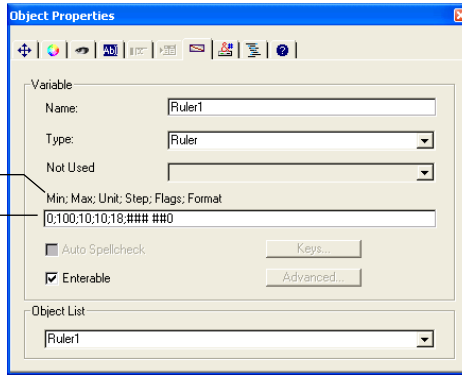 Object Properties
Abl
Variable
Name:
Ruler1
Type:
Ruler
Not Used
Min; Max; Unit; Step; Flags; Format
0;100;10;10;18;### ##0
Auto Spellcheck
Keys...
Enterable
Advanced...
Object List
Ruler1